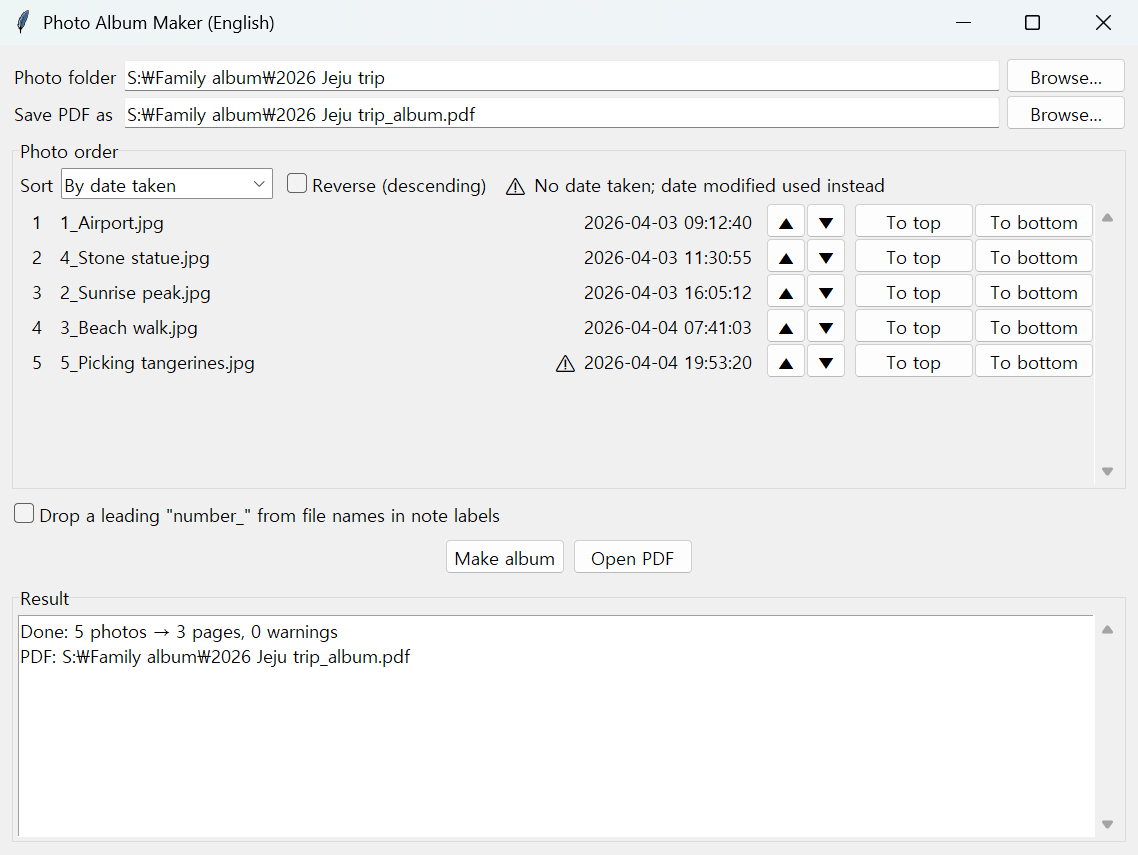 Photo Album Maker (English)
Photo folder S:₩Family album₩2026 Jeju trip Browse...
Save PDF as S:₩Family album₩2026 Jeju trip_album.pdf Browse...
Photo order
Sort By date taken Reverse (descending) ⚠ No date taken; date modified used instead
1 1_Airport.jpg 2026-04-03 09:12:40 ▲ ▼ To top To bottom
2 4_Stone statue.jpg 2026-04-03 11:30:55 ▲ ▼ To top To bottom
3 2_Sunrise peak.jpg 2026-04-03 16:05:12 ▲ ▼ To top To bottom
4 3_Beach walk.jpg 2026-04-04 07:41:03 ▲ ▼ To top To bottom
5 5_Picking tangerines.jpg ⚠ 2026-04-04 19:53:20 ▲ ▼ To top To bottom
Drop a leading "number_" from file names in note labels
Make album Open PDF
Result
Done: 5 photos → 3 pages, 0 warnings
PDF: S:₩Family album₩2026 Jeju trip_album.pdf